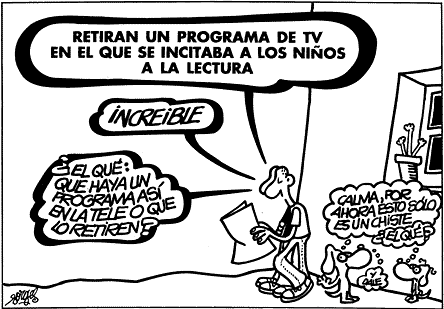 RETIRAN UN PROGRAMA DE TV
EN EL QUE SE INCITABA A LOS NIÑOS
A LA LECTURA
INCREIBLE
¿EL QUÉ:
QUE HAYA UN
PROGRAMA ASÍ
EN LA TELE O QUE
LO RETIREN?
CALMA, POR
AHORA ESTO SÓLO
ES UN CHISTE
¿EL QUÉ?
Y
DALE